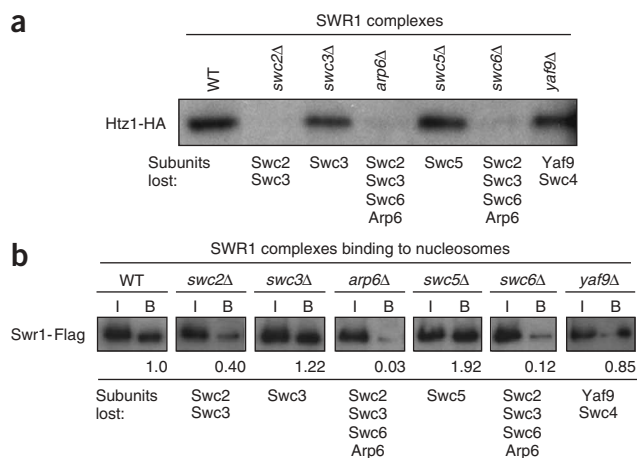 a
SWR1 complexes
WT swc2Δ swc3Δ arp6Δ swc5Δ swc6Δ yaf9Δ
Htz1-HA
Subunits lost:
Swc2 Swc3
Swc3
Swc2 Swc3 Swc6 Arp6
Swc5
Swc2 Swc3 Swc6 Arp6
Yaf9 Swc4
b
SWR1 complexes binding to nucleosomes
WT swc2Δ swc3Δ arp6Δ swc5Δ swc6Δ yaf9Δ
I B I B I B I B I B I B I B
Swr1-Flag
1.0 0.40 1.22 0.03 1.92 0.12 0.85
Subunits lost:
Swc2 Swc3
Swc3
Swc2 Swc3 Swc6 Arp6
Swc5
Swc2 Swc3 Swc6 Arp6
Yaf9 Swc4